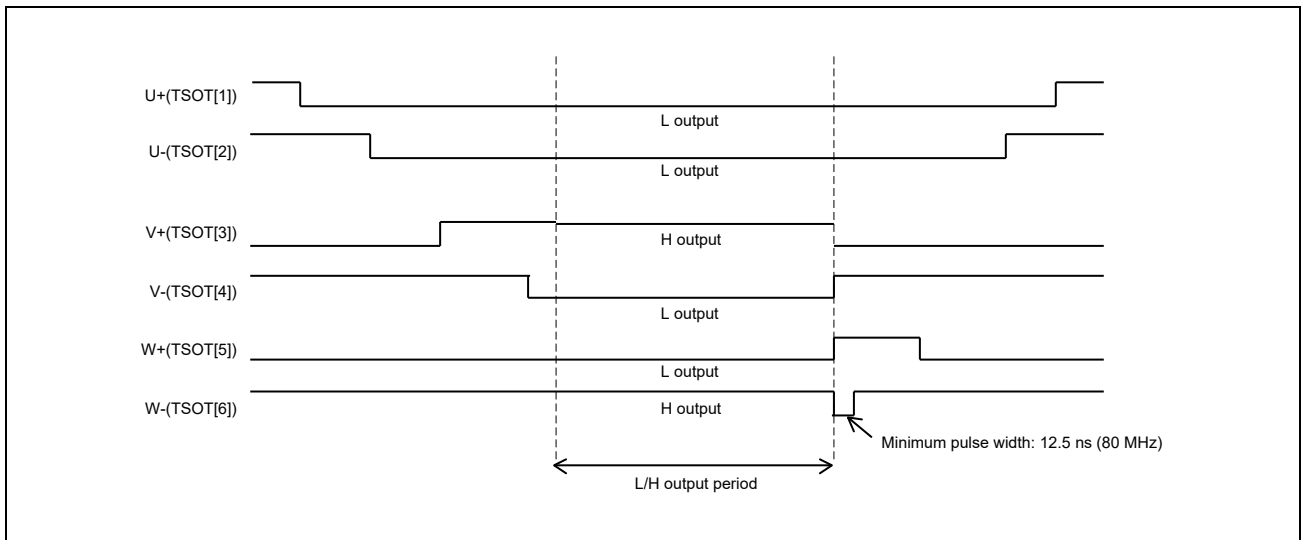 U+(TSOT[1])
L output
U-(TSOT[2])
L output
V+(TSOT[3])
H output
V-(TSOT[4])
L output
W+(TSOT[5])
L output
W-(TSOT[6])
H output
Minimum pulse width: 12.5 ns (80 MHz)
L/H output period